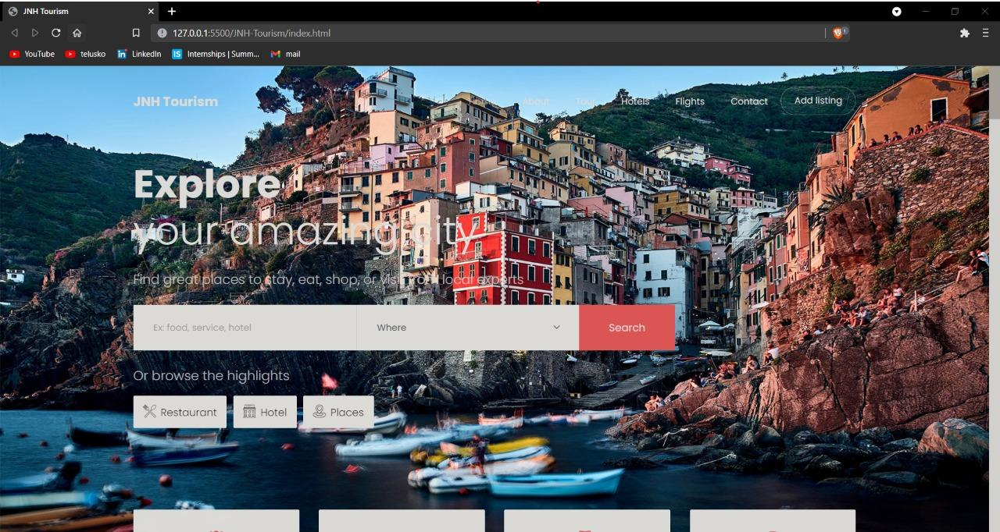 JNH Tourism
127.0.0.1:5500/JNH-Tourism/index.html
1
YouTube
telusko
LinkedIn
Internships | Summ...
mail
JNH Tourism
Home
About
Tour
Hotels
Flights
Contact
Add listing
Explore
your amazing city
Find great places to stay, eat, shop, or visit from local experts
Ex: food, service, hotel
Where
Search
Or browse the highlights
Restaurant
Hotel
Places